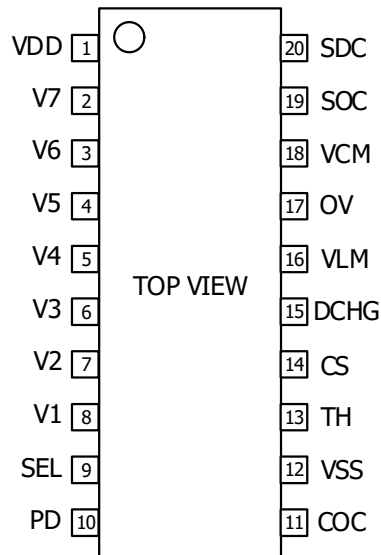 VDD 1 20 SDC
V7 2 19 SOC
V6 3 18 VCM
V5 4 17 OV
V4 5 16 VLM
TOP VIEW
V3 6 15 DCHG
V2 7 14 CS
V1 8 13 TH
SEL 9 12 VSS
PD 10 11 COC